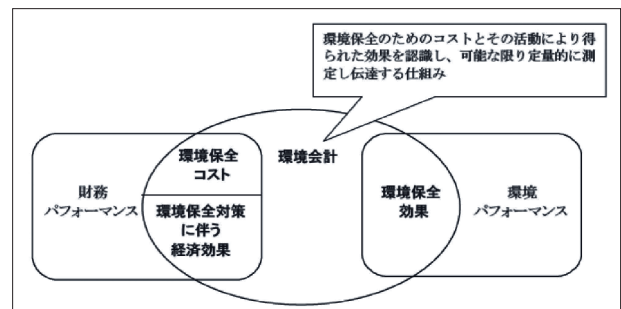 環境保全のためのコストとその活動により得
られた効果を認識し、可能な限り定量的に測
定し伝達する仕組み
環境保全
コスト
環境会計
財務
パフォーマンス
環境保全対策
に伴う
経済効果
環境保全
効果
環境
パフォーマンス